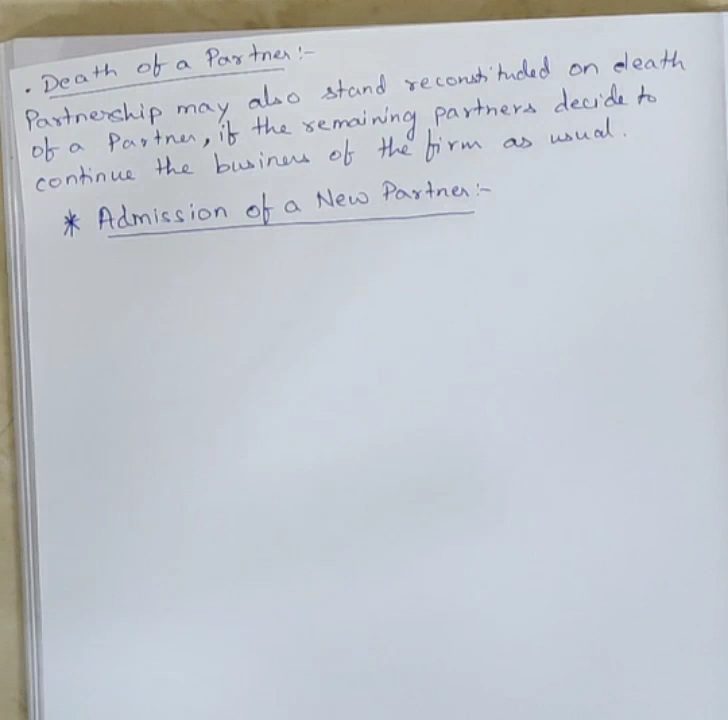 . Death of a Partner :-
Partnership may also stand reconstituded on death
of a Partner, if the remaining partners decide to
continue the business of the firm as usual.
* Admission of a New Partner :-